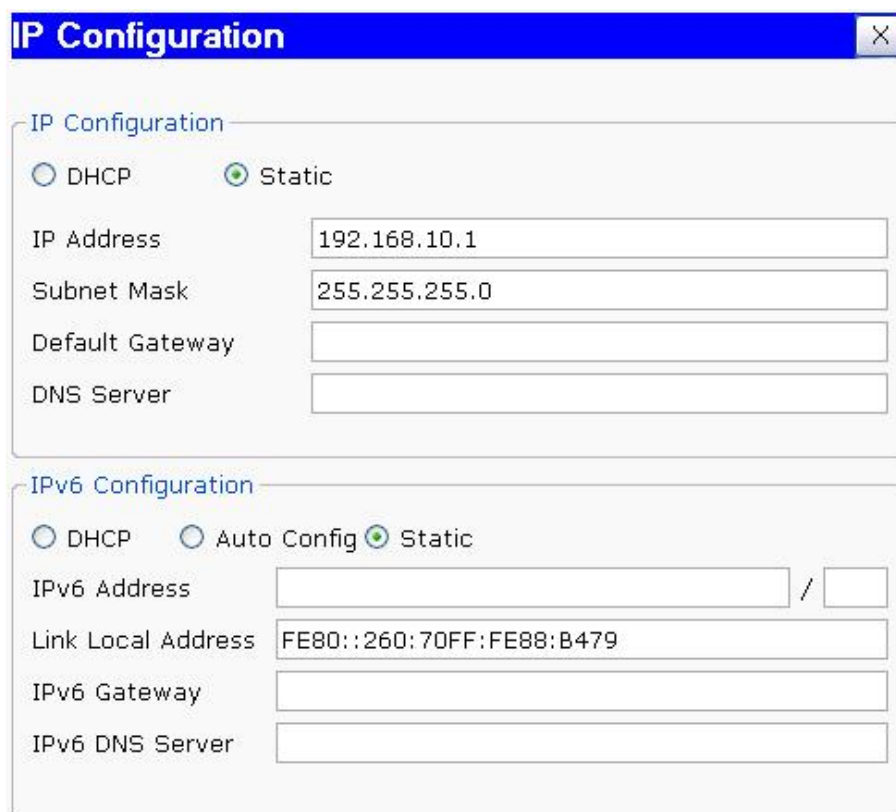 IP Configuration
X
IP Configuration
DHCP Static
IP Address 192.168.10.1
Subnet Mask 255.255.255.0
Default Gateway
DNS Server
IPv6 Configuration
DHCP Auto Config Static
IPv6 Address /
Link Local Address FE80::260:70FF:FE88:B479
IPv6 Gateway
IPv6 DNS Server